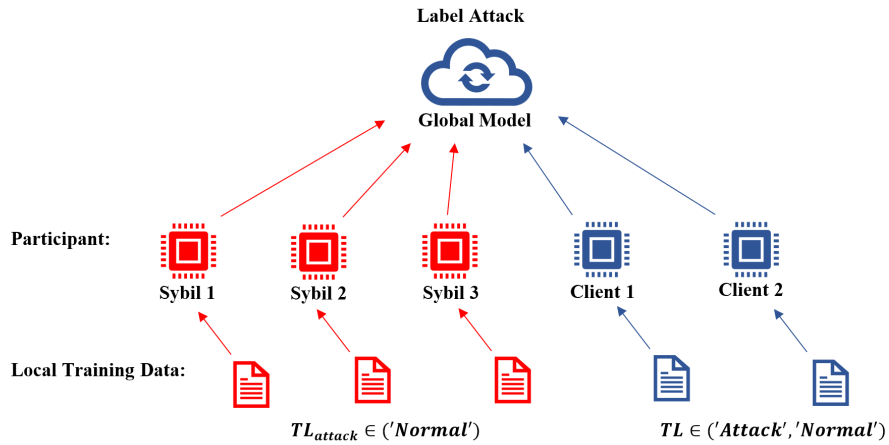 Label Attack
Global Model
Participant:
Sybil 1 Sybil 2 Sybil 3 Client 1 Client 2
Local Training Data:
TL_attack ∈ ('Normal') TL ∈ ('Attack','Normal')